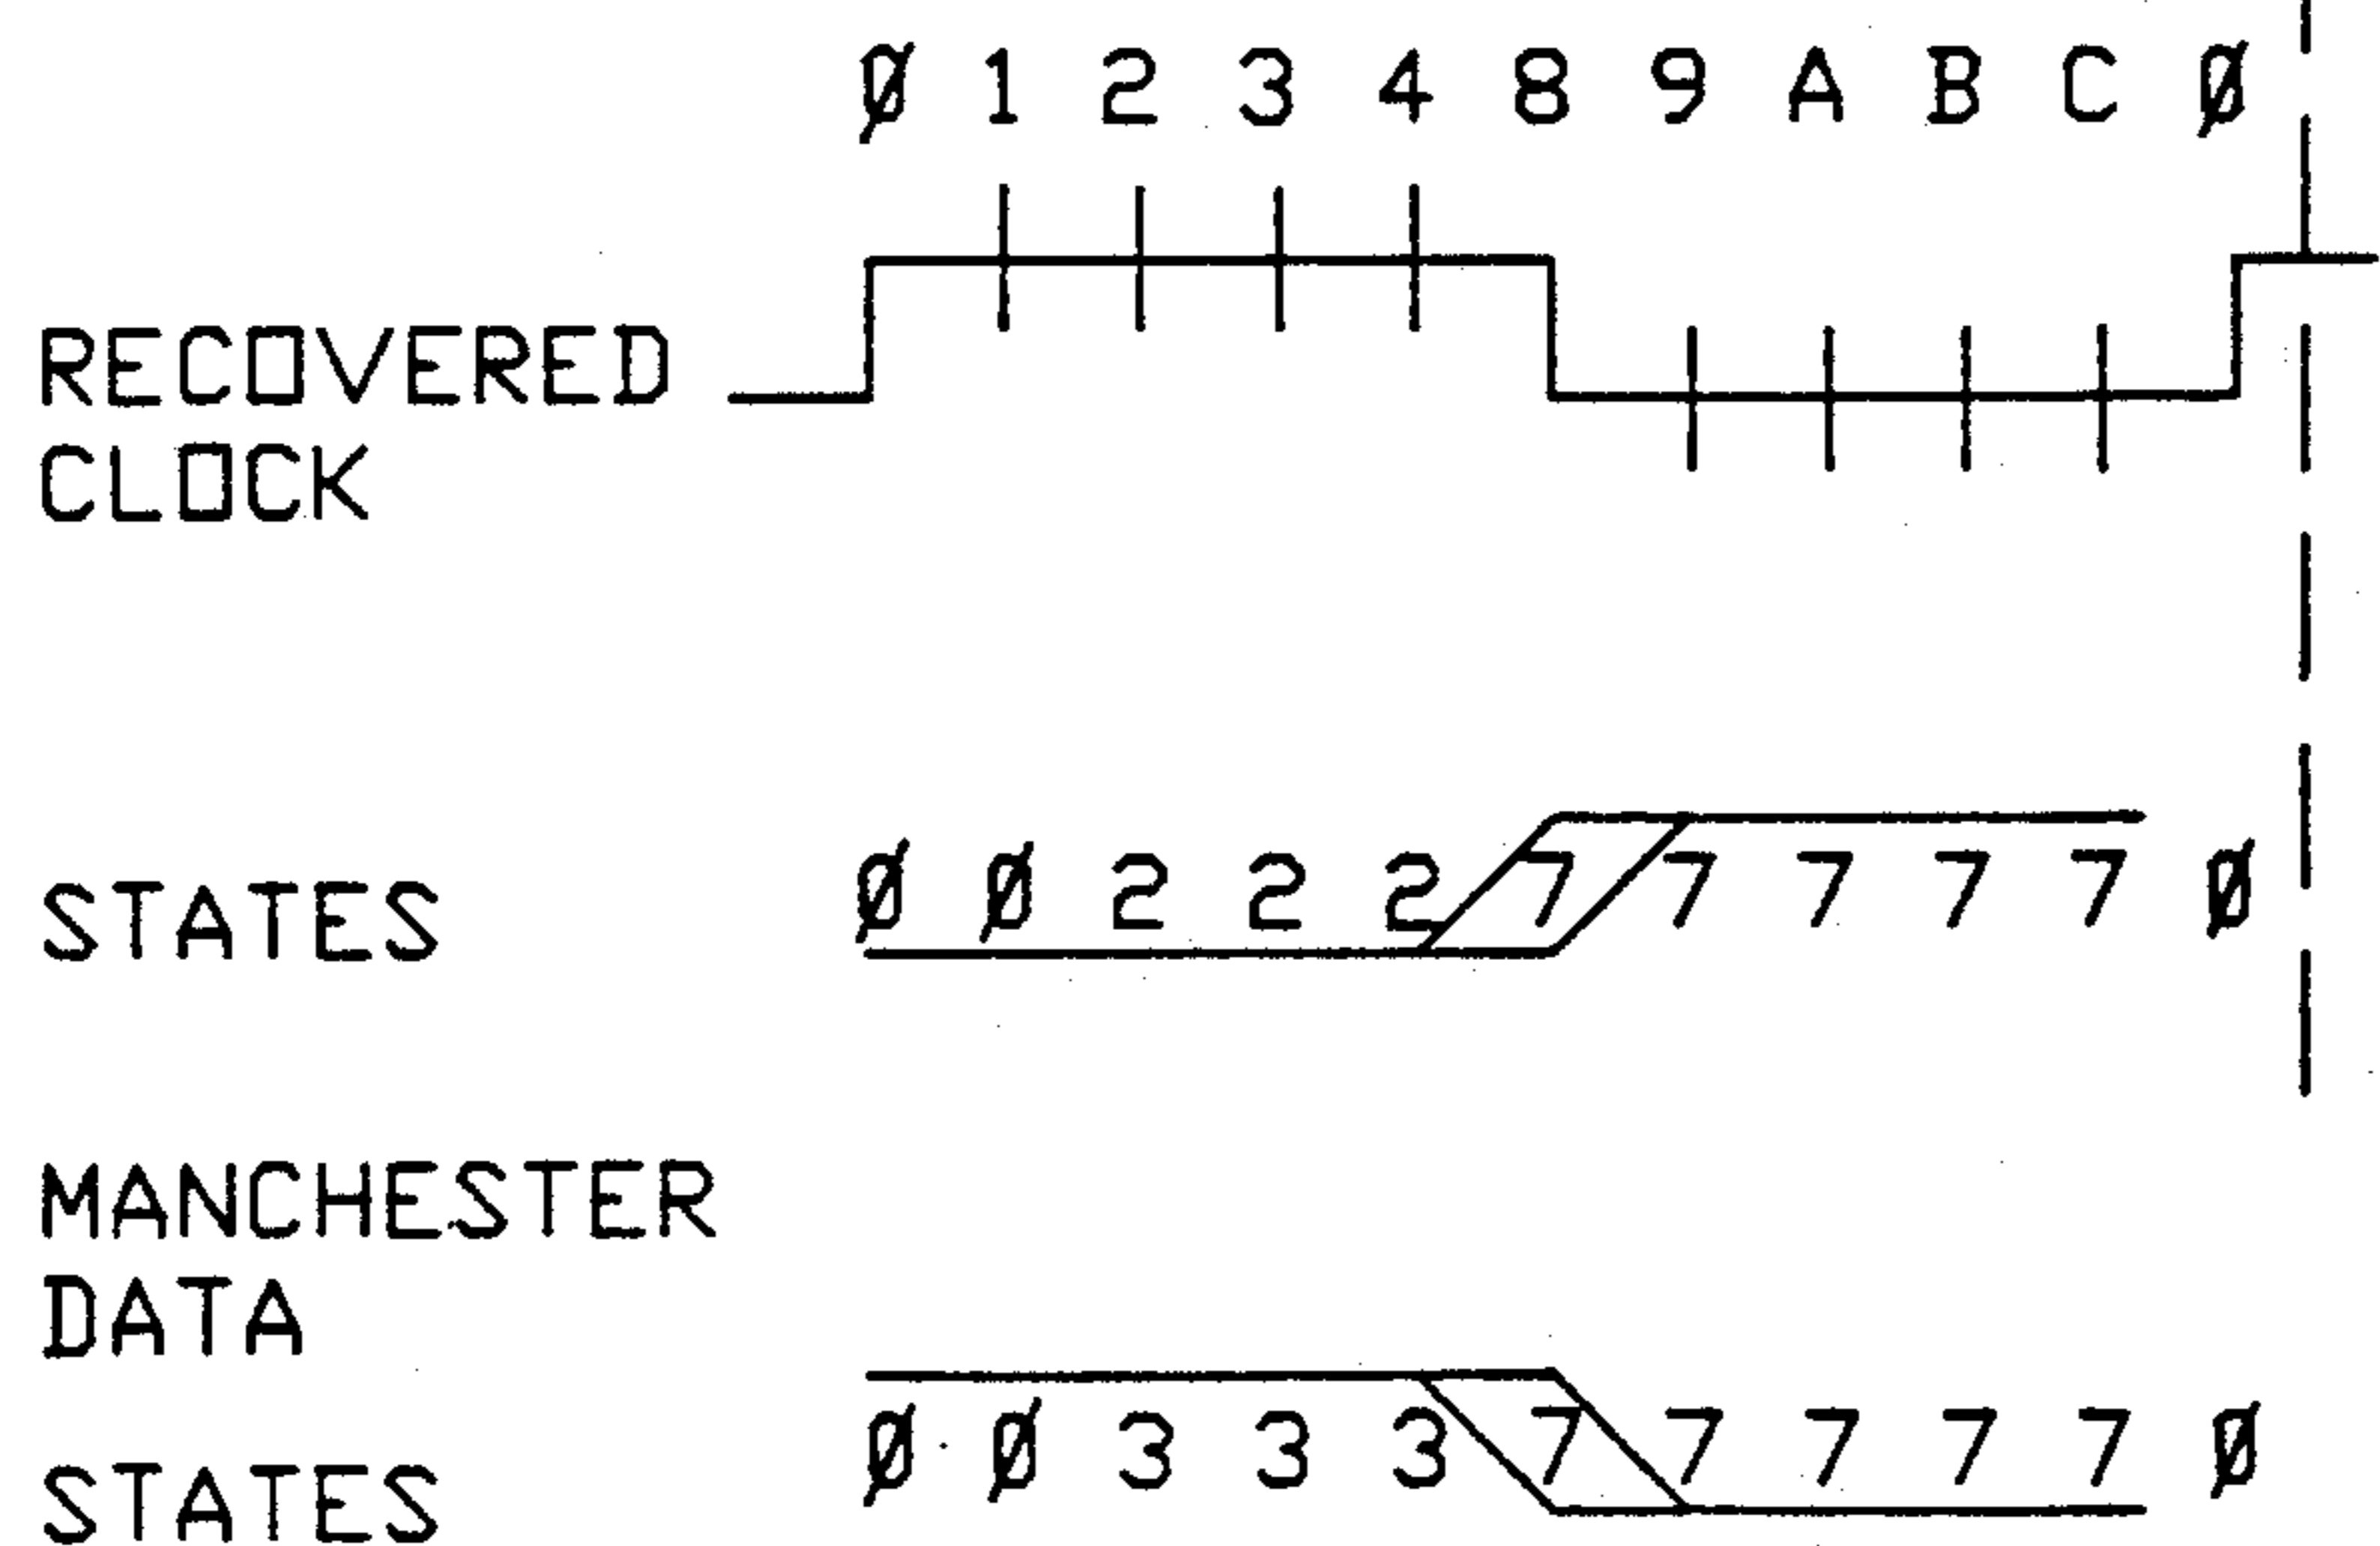 Ø 1 2 3 4 8 9 A B C Ø
RECOVERED
CLOCK
STATES Ø Ø 2 2 2 7 7 7 7 7 Ø
MANCHESTER
DATA
STATES Ø Ø 3 3 3 7 7 7 7 7 Ø